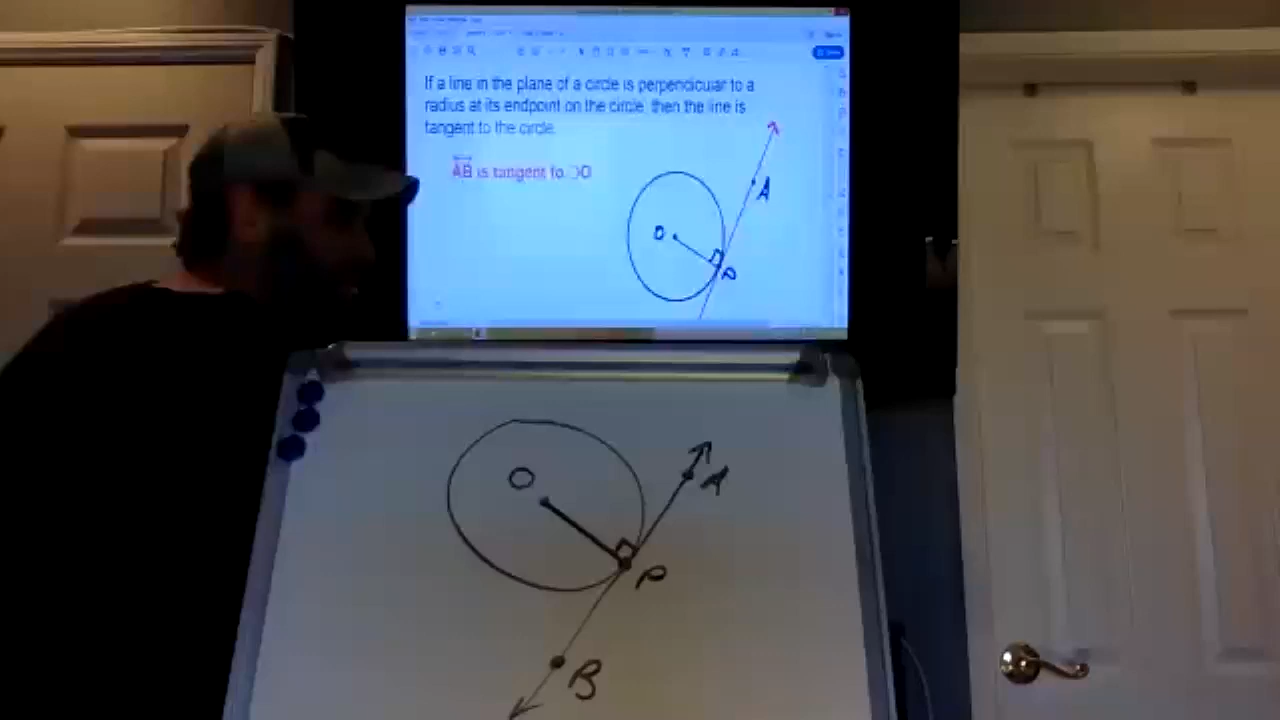 If a line in the plane of a circle is perpendicular to a
radius at its endpoint on the circle, then the line is
tangent to the circle.
AB is tangent to ⊙O
A
O
P
O
A
P
B